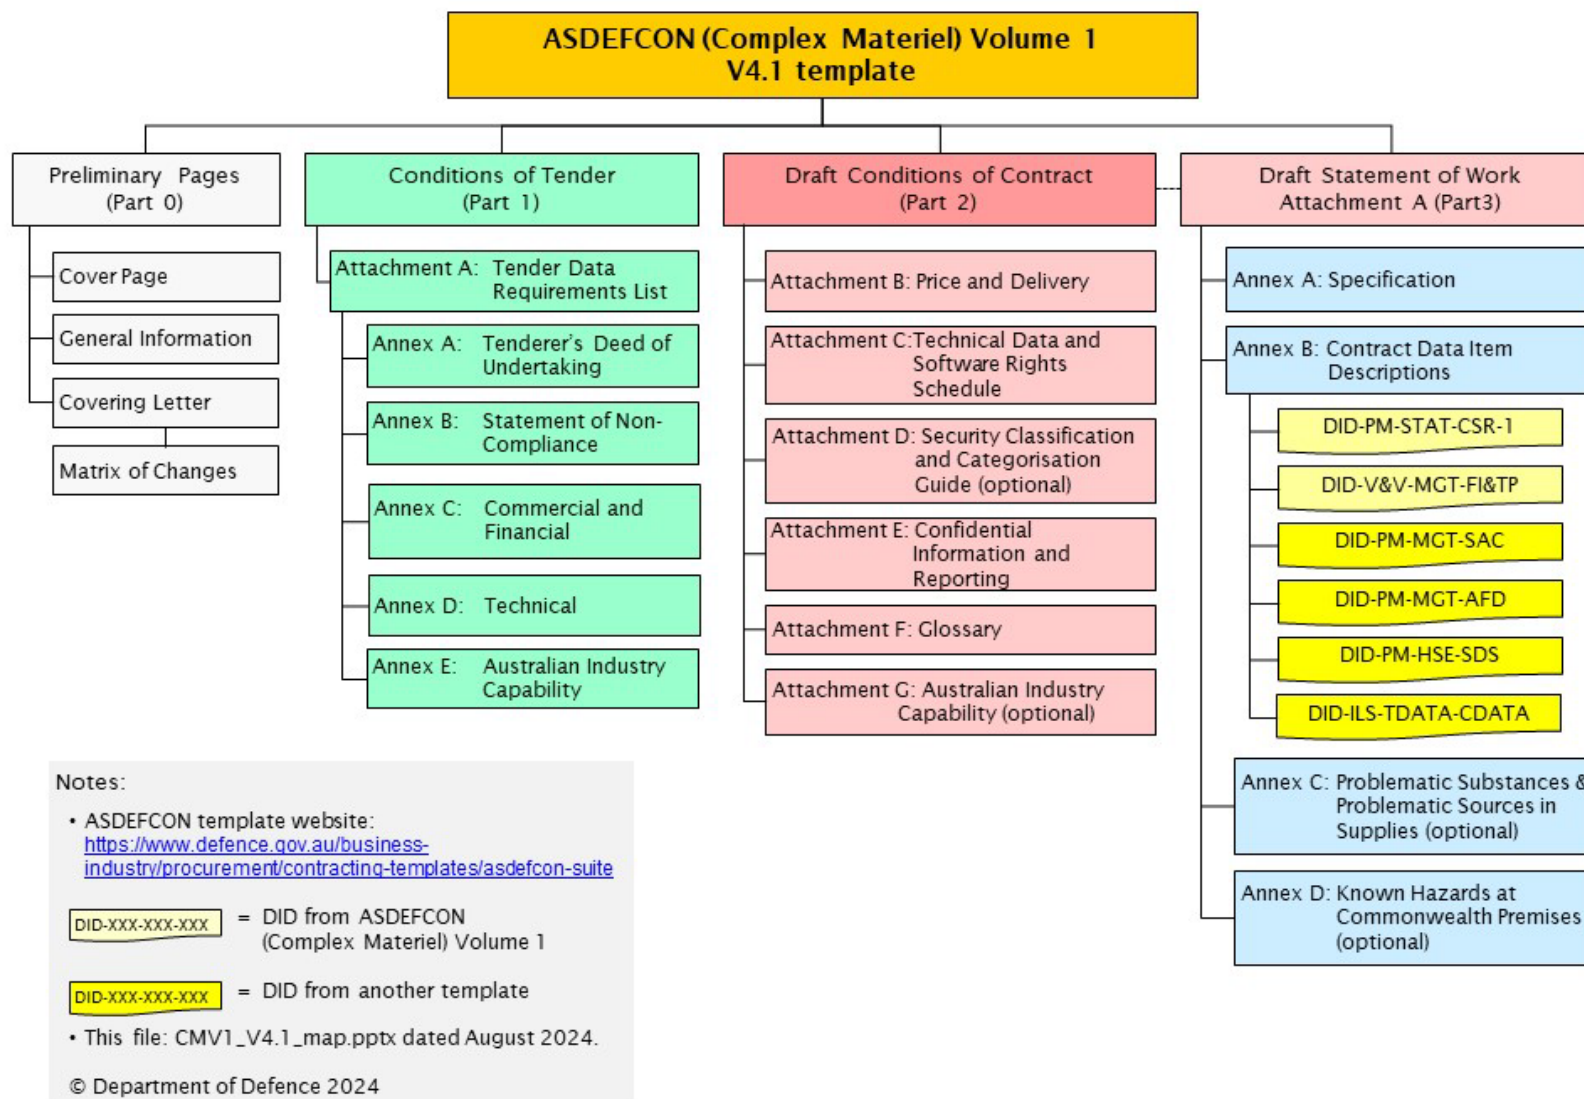 ASDEFCON (Complex Materiel) Volume 1
V4.1 template
Preliminary Pages
(Part 0)
Cover Page
General Information
Covering Letter
Matrix of Changes
Conditions of Tender
(Part 1)
Attachment A: Tender Data
Requirements List
Annex A: Tenderer's Deed of
Undertaking
Annex B: Statement of Non-
Compliance
Annex C: Commercial and
Financial
Annex D: Technical
Annex E: Australian Industry
Capability
Draft Conditions of Contract
(Part 2)
Attachment B: Price and Delivery
Attachment C:Technical Data and
Software Rights
Schedule
Attachment D: Security Classification
and Categorisation
Guide (optional)
Attachment E: Confidential
Information and
Reporting
Attachment F: Glossary
Attachment G: Australian Industry
Capability (optional)
Draft Statement of Work
Attachment A (Part3)
Annex A: Specification
Annex B: Contract Data Item
Descriptions
DID-PM-STAT-CSR-1
DID-V&V-MGT-FI&TP
DID-PM-MGT-SAC
DID-PM-MGT-AFD
DID-PM-HSE-SDS
DID-ILS-TDATA-CDATA
Annex C: Problematic Substances &
Problematic Sources in
Supplies (optional)
Annex D: Known Hazards at
Commonwealth Premises
(optional)
Notes:
• ASDEFCON template website:
https://www.defence.gov.au/business-
industry/procurement/contracting-templates/asdefcon-suite
DID-XXX-XXX-XXX = DID from ASDEFCON
(Complex Materiel) Volume 1
DID-XXX-XXX-XXX = DID from another template
• This file: CMV1_V4.1_map.pptx dated August 2024.
© Department of Defence 2024